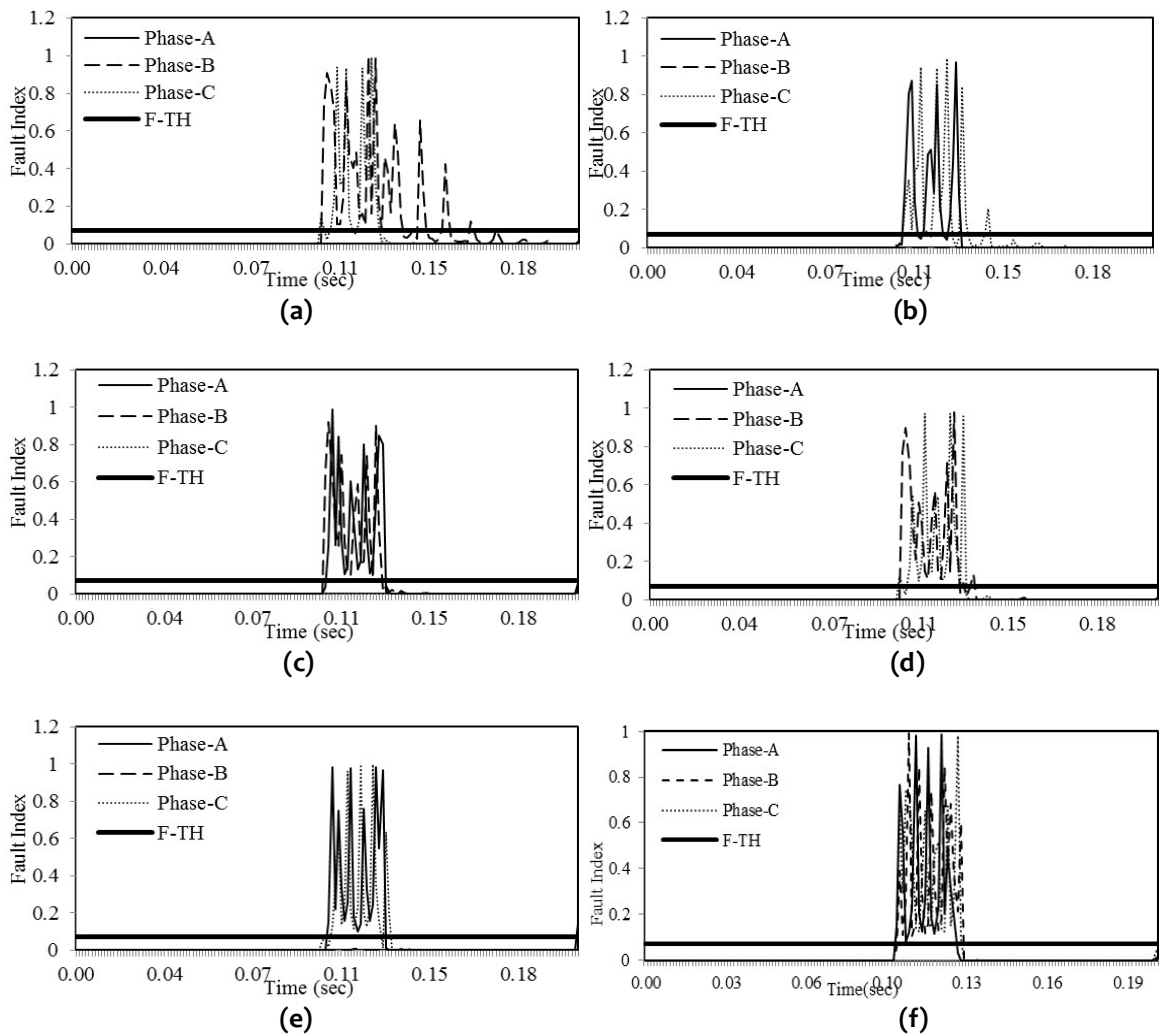 1.2
1
0.8
0.6
0.4
0.2
0
Fault Index
Phase-A
Phase-B
Phase-C
F-TH
0.00 0.04 0.07 0.11 0.15 0.18
Time (sec)
(a)
1.2
1
0.8
0.6
0.4
0.2
0
Fault Index
Phase-A
Phase-B
Phase-C
F-TH
0.00 0.04 0.07 0.11 0.15 0.18
Time (sec)
(b)
1.2
1
0.8
0.6
0.4
0.2
0
Fault Index
Phase-A
Phase-B
Phase-C
F-TH
0.00 0.04 0.07 0.11 0.15 0.18
Time (sec)
(c)
1.2
1
0.8
0.6
0.4
0.2
0
Fault Index
Phase-A
Phase-B
Phase-C
F-TH
0.00 0.04 0.07 0.11 0.15 0.18
Time (sec)
(d)
1.2
1
0.8
0.6
0.4
0.2
0
Fault Index
Phase-A
Phase-B
Phase-C
F-TH
0.00 0.04 0.07 0.11 0.15 0.18
Time (sec)
(e)
1
0.8
0.6
0.4
0.2
0
Fault Index
Phase-A
Phase-B
Phase-C
F-TH
0.00 0.03 0.06 0.10 0.13 0.16 0.19
Time(sec)
(f)